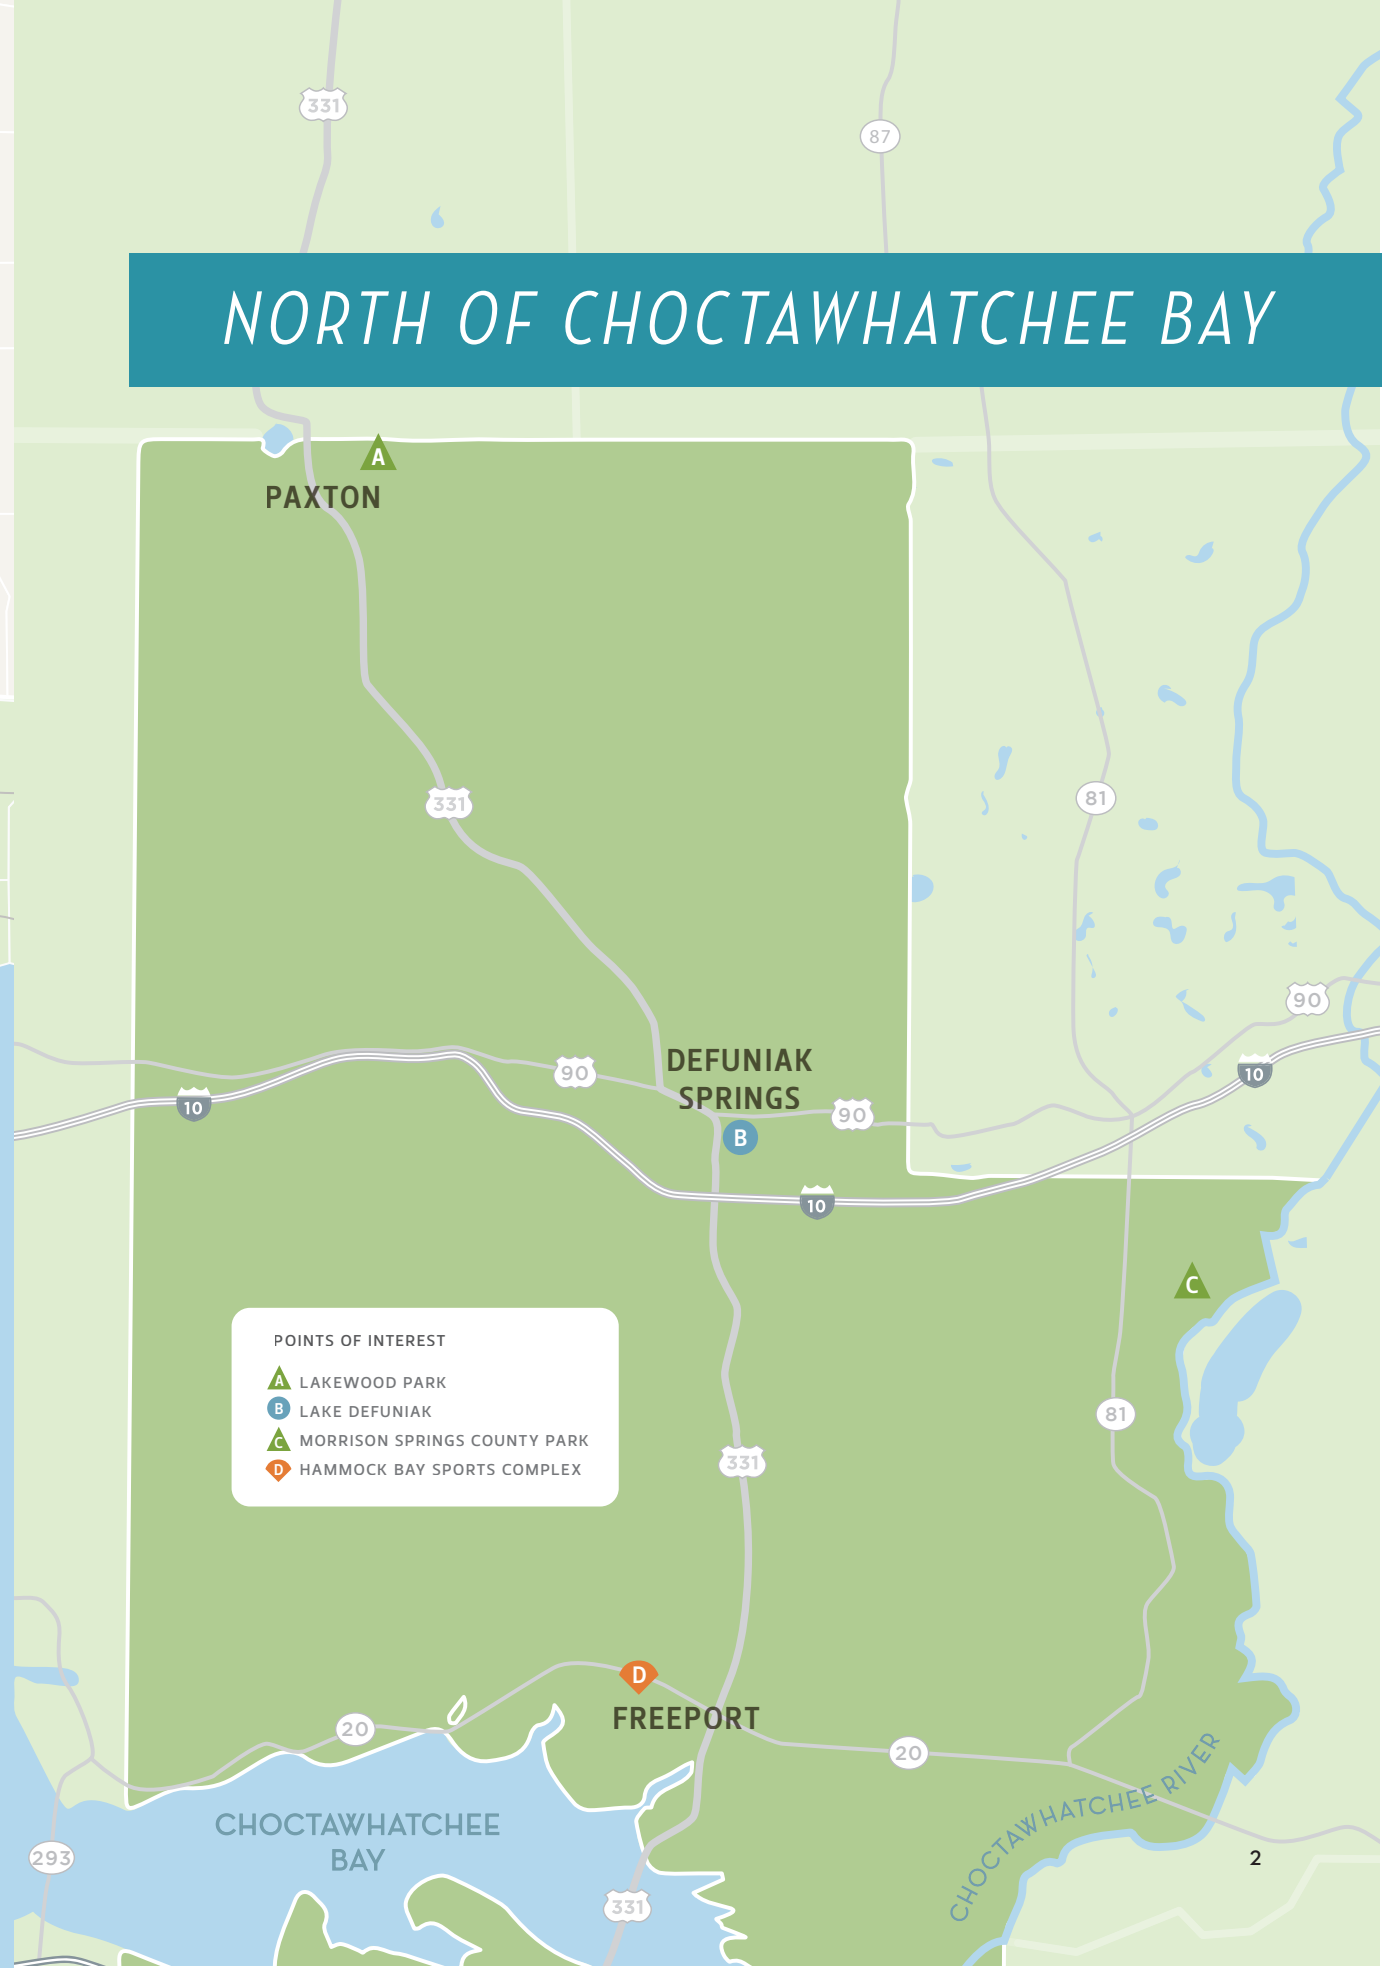 331
87
NORTH OF CHOCTAWHATCHEE BAY
A
PAXTON
331
81
90
DEFUNIAK
SPRINGS
90
10
10
90
B
10
C
POINTS OF INTEREST
A LAKEWOOD PARK
B LAKE DEFUNIAK
C MORRISON SPRINGS COUNTY PARK
D HAMMOCK BAY SPORTS COMPLEX
81
331
D
FREEPORT
20
20
CHOCTAWHATCHEE RIVER
CHOCTAWHATCHEE
BAY
293
2
331